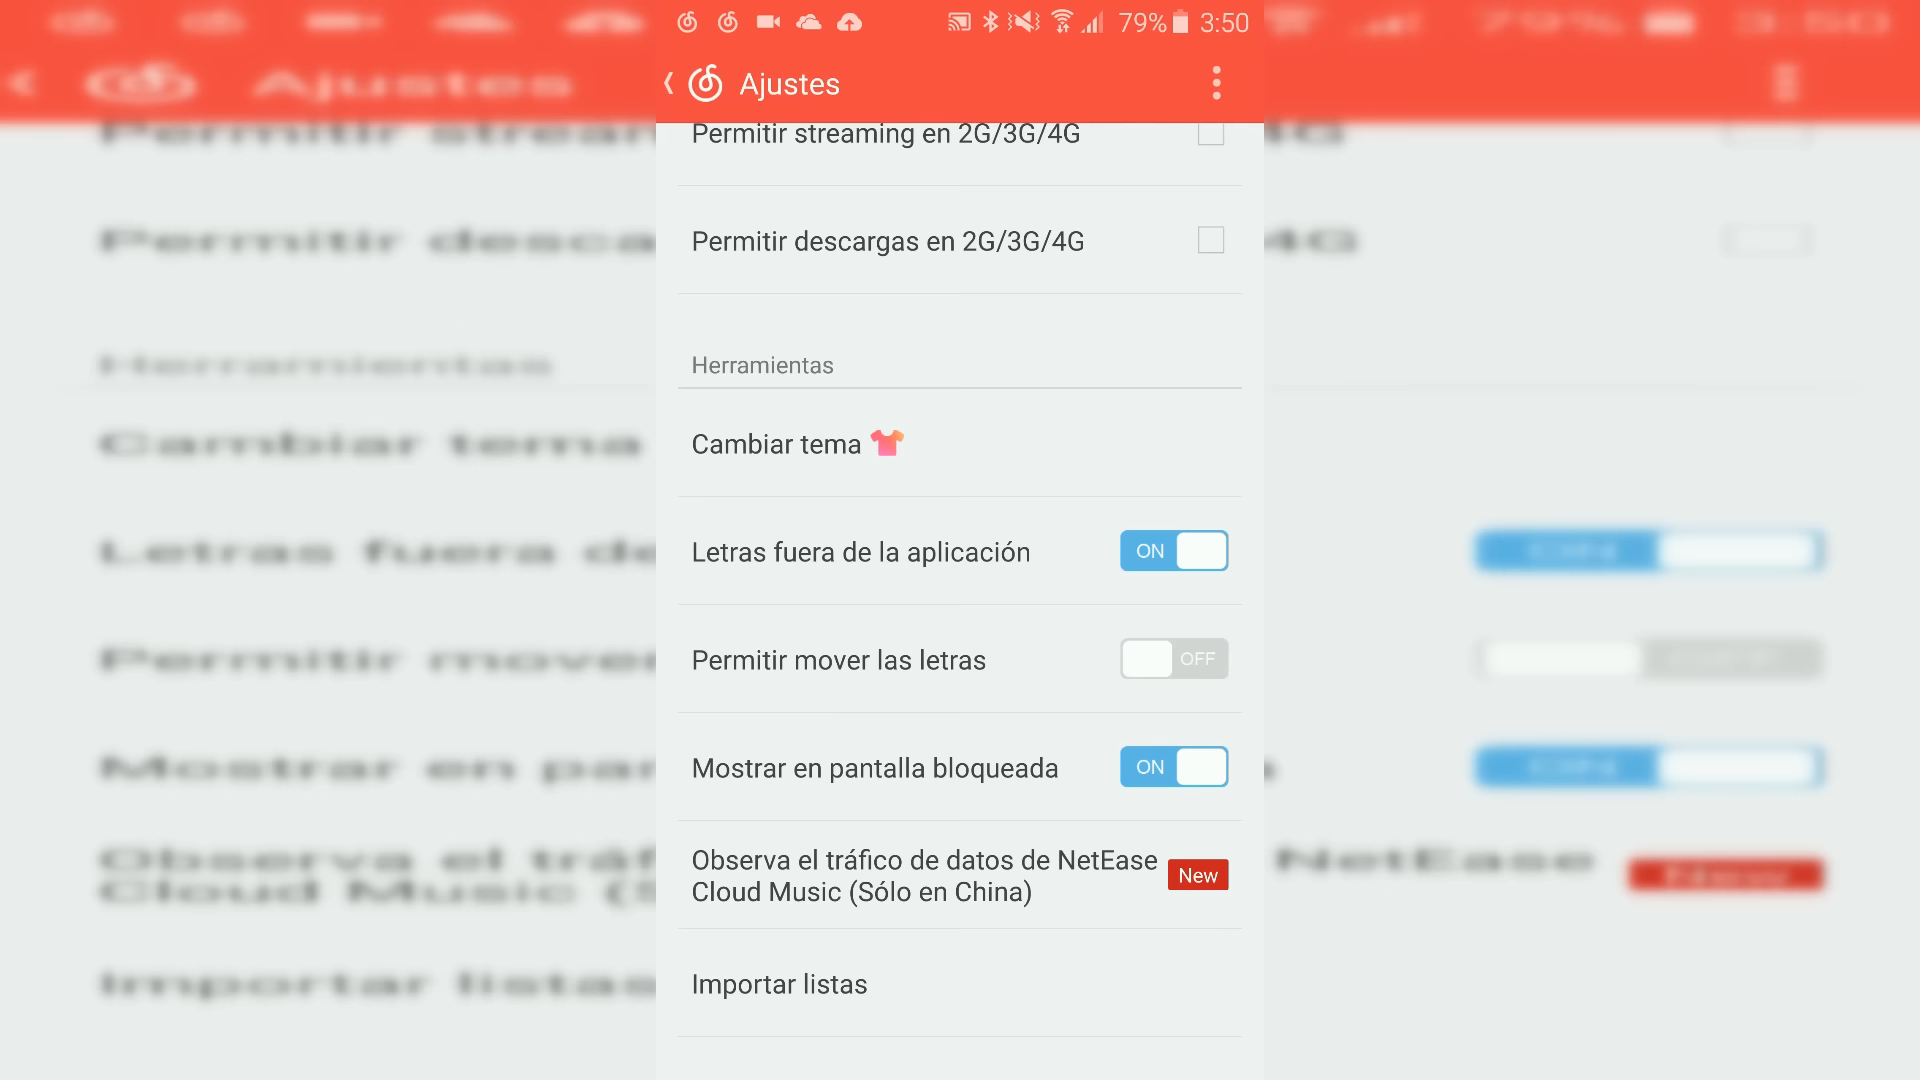 79% 3:50
Ajustes
Permitir streaming en 2G/3G/4G
Permitir descargas en 2G/3G/4G
Herramientas
Cambiar tema
Letras fuera de la aplicación ON
Permitir mover las letras OFF
Mostrar en pantalla bloqueada ON
Observa el tráfico de datos de NetEase
Cloud Music (Sólo en China) New
Importar listas